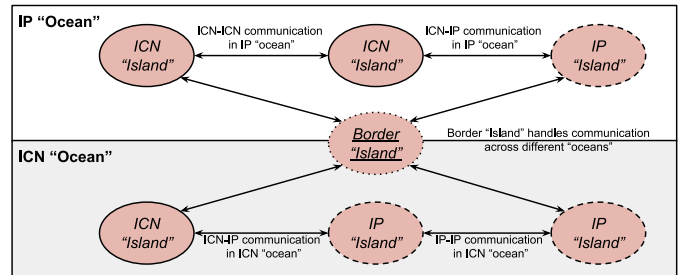 IP “Ocean”
ICN
“Island”
ICN-ICN communication
in IP “ocean”
ICN
“Island”
ICN-IP communication
in IP “ocean”
IP
“Island”
Border
“Island”
Border “Island” handles communication
across different “oceans”
ICN “Ocean”
ICN
“Island”
ICN-IP communication
in ICN “ocean”
IP
“Island”
IP-IP communication
in ICN “ocean”
IP
“Island”